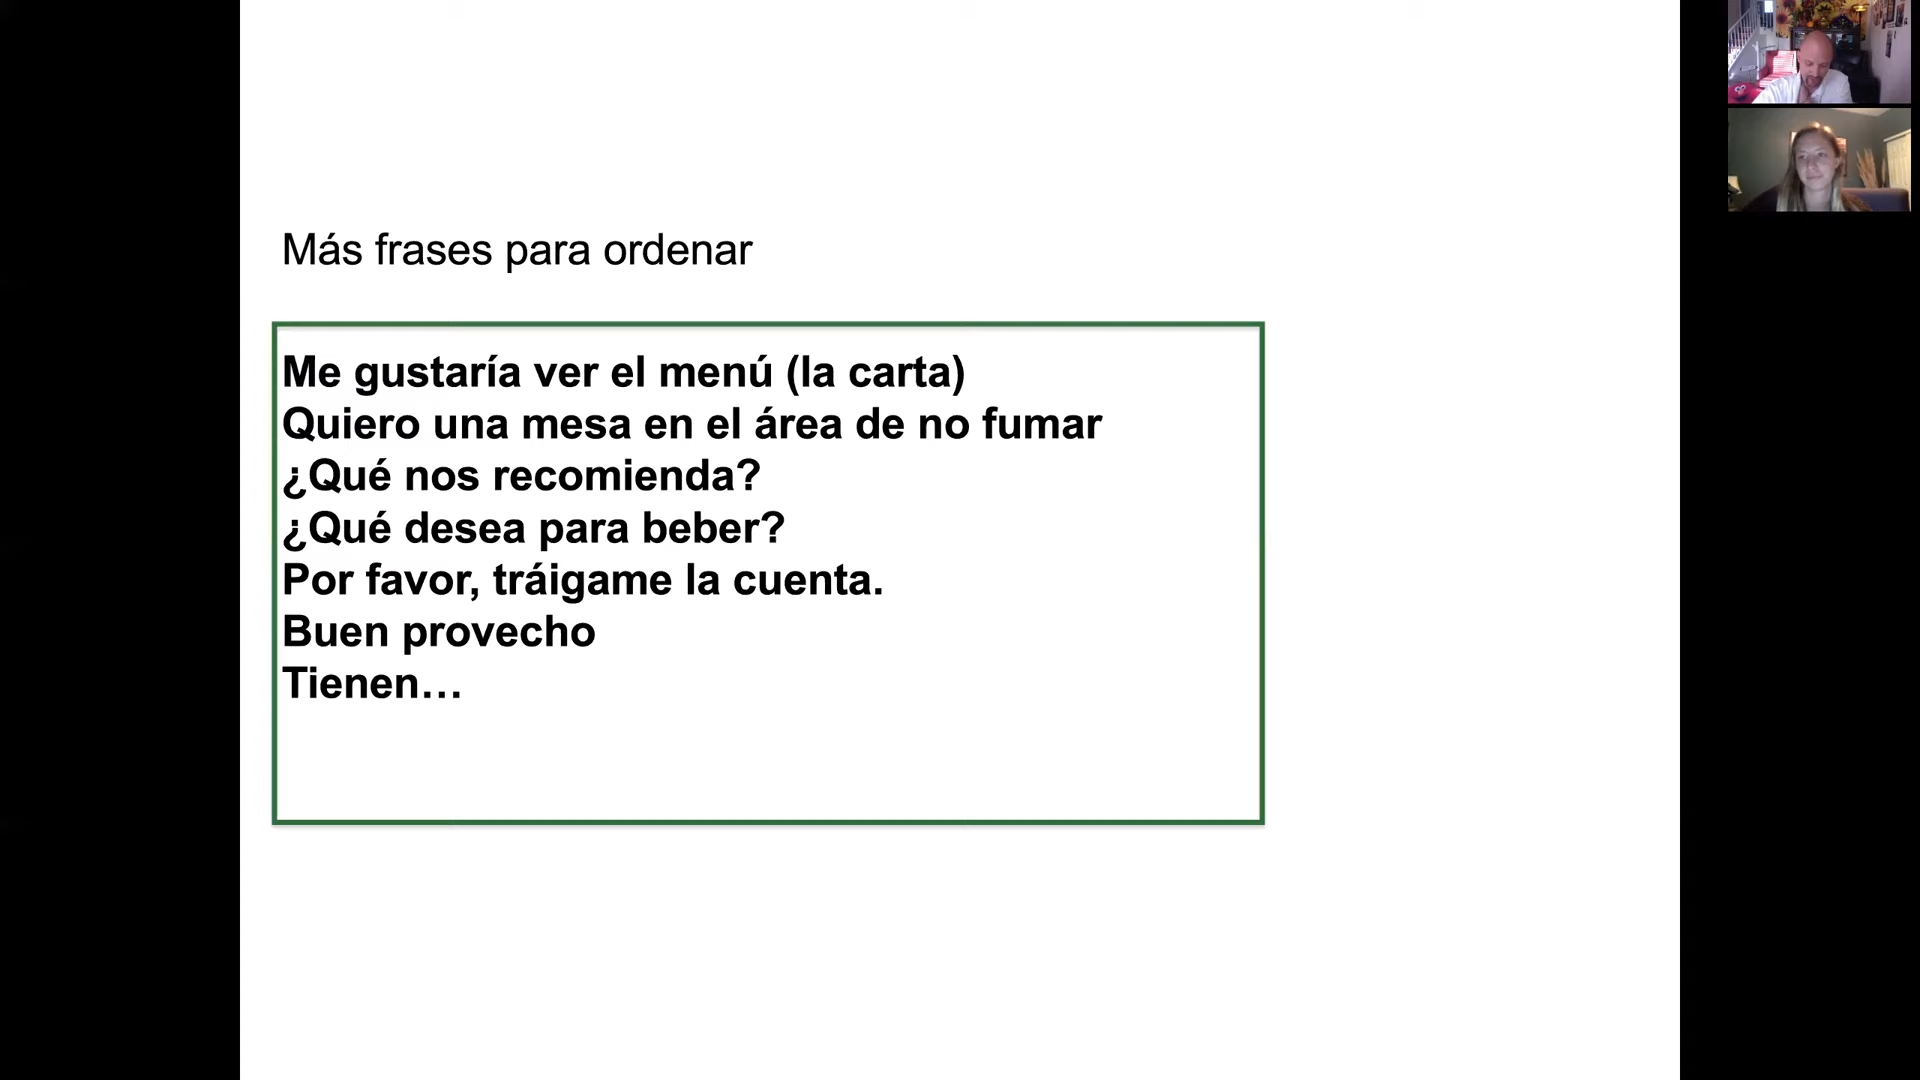 Más frases para ordenar
Me gustaría ver el menú (la carta)
Quiero una mesa en el área de no fumar
¿Qué nos recomienda?
¿Qué desea para beber?
Por favor, tráigame la cuenta.
Buen provecho
Tienen…